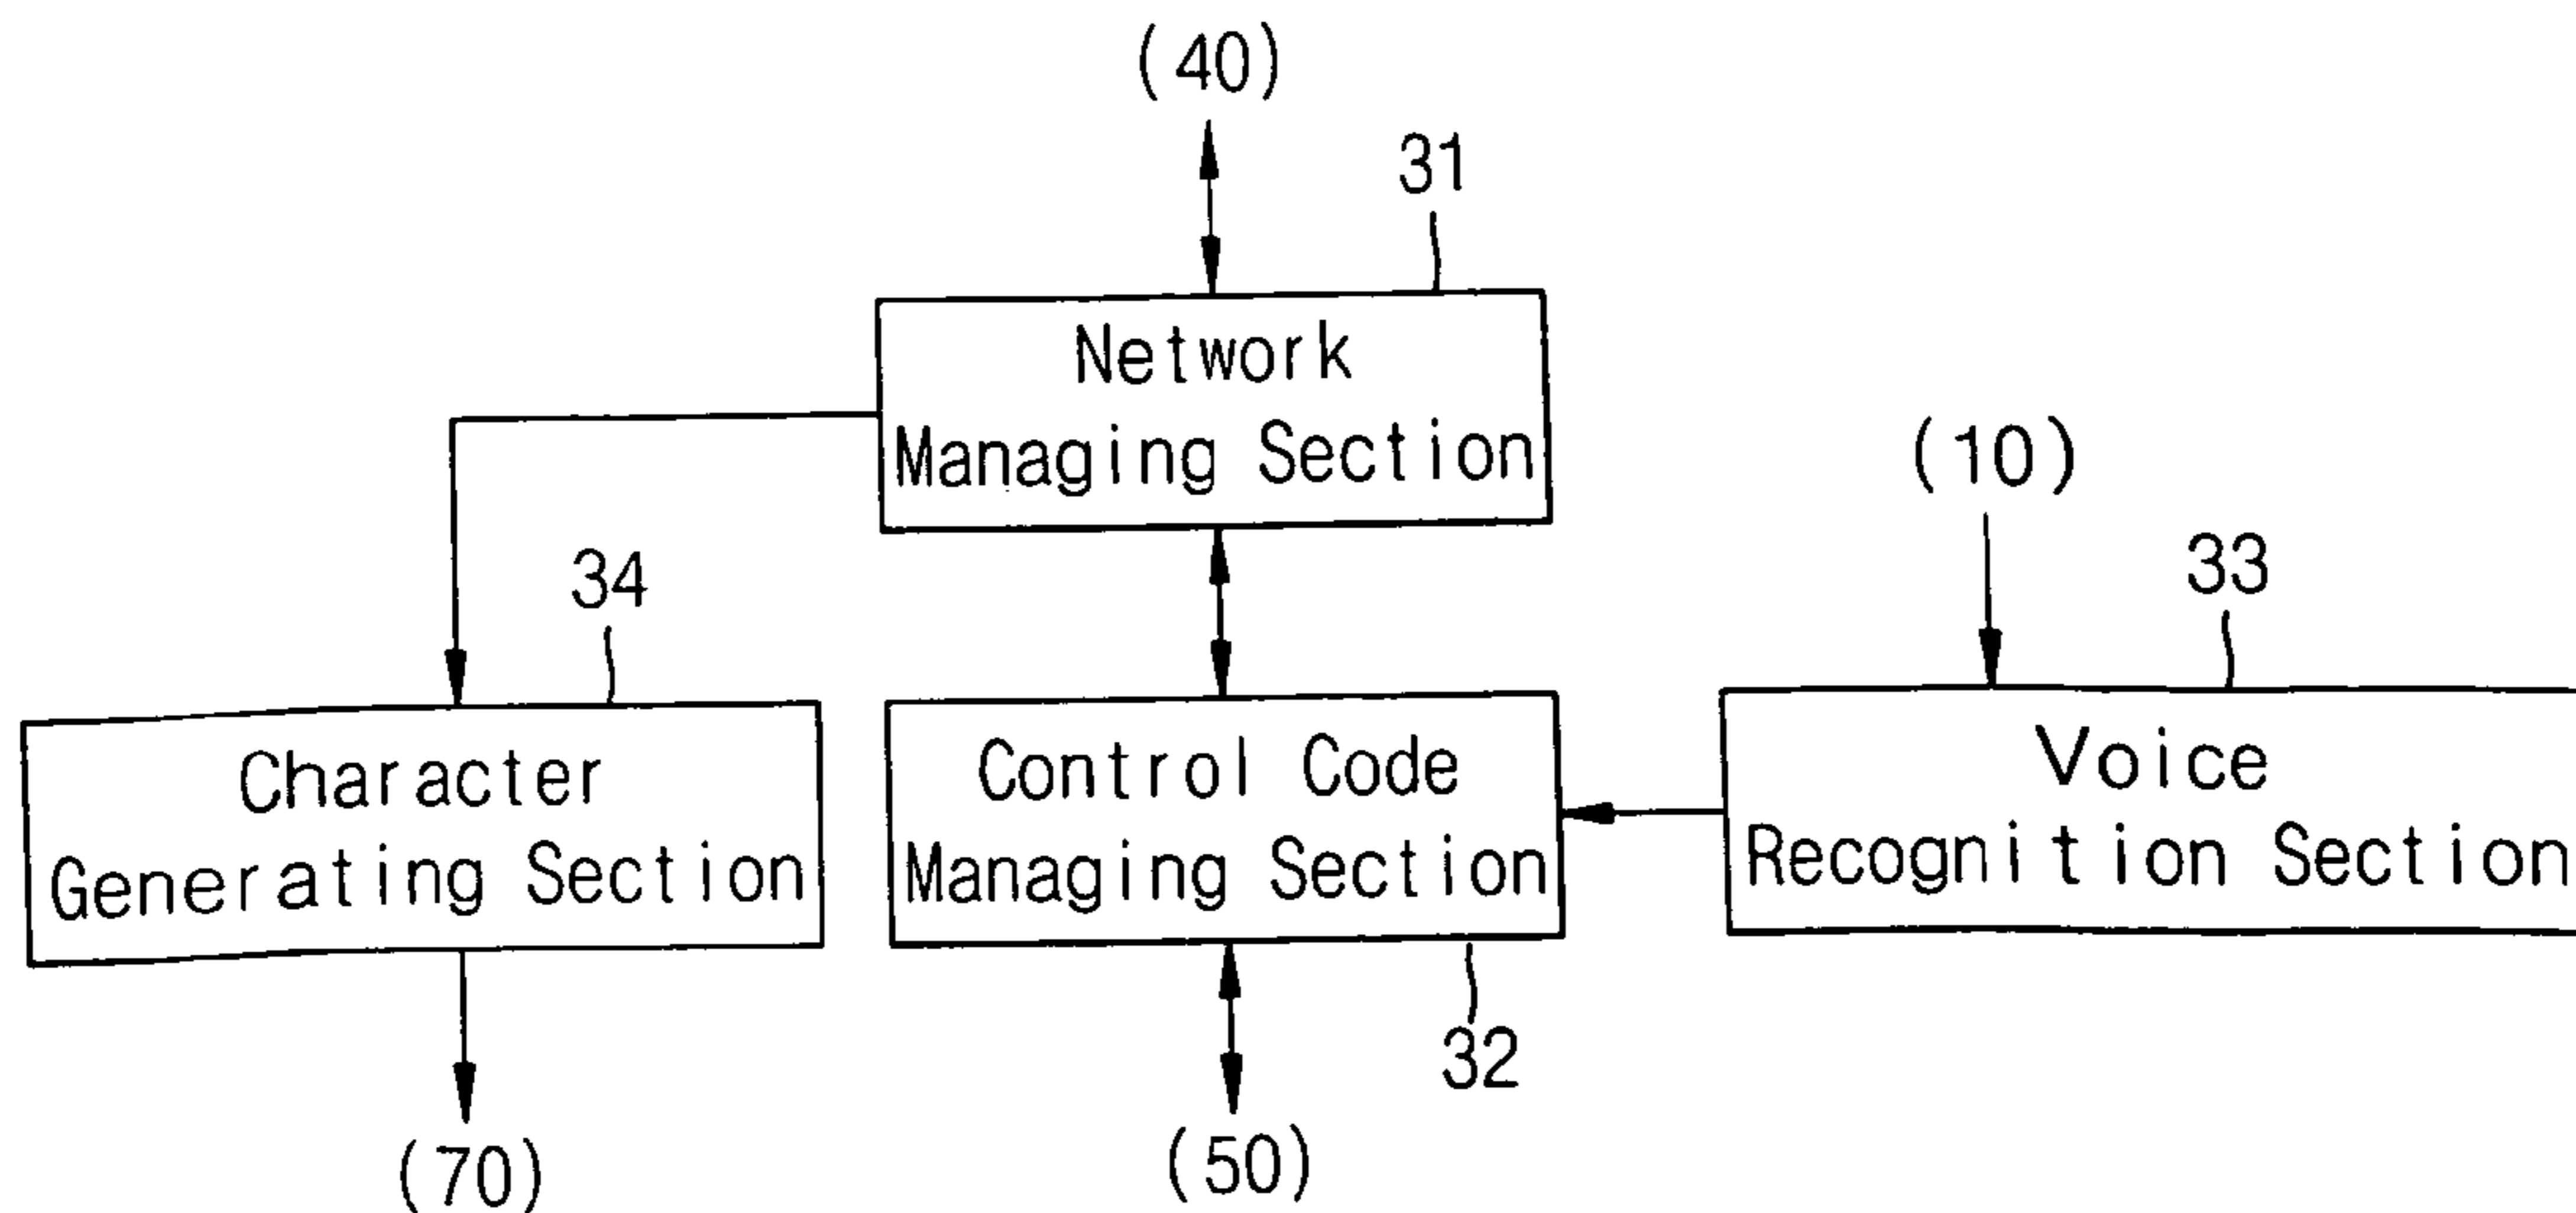 (40)
31
Network
Managing Section
(10)
34
33
Character
Generating Section
Control Code
Managing Section
Voice
Recognition Section
32
(70)
(50)